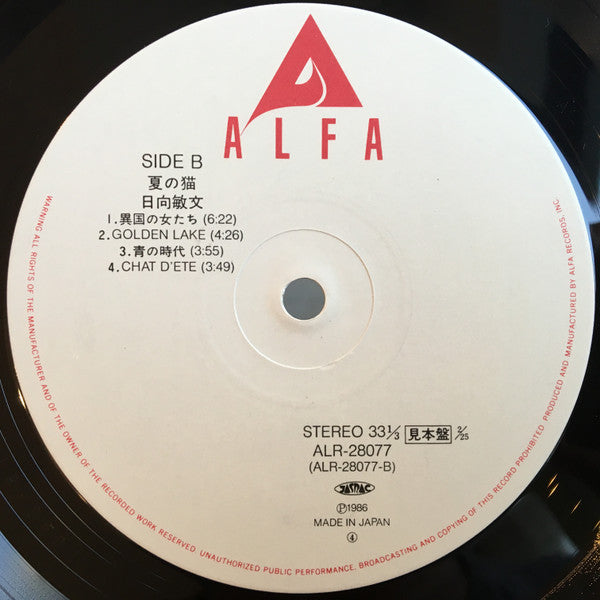 ALFA
SIDE B
夏の猫
日向敏文
1.異国の女たち (6:22)
2.GOLDEN LAKE (4:26)
3.青の時代 (3:55)
4.CHAT D'ETE (3:49)
STEREO 33⅓ 見本盤 2/25
ALR-28077
(ALR-28077-B)
JASRAC
Ⓟ1986
MADE IN JAPAN
④
WARNING ALL RIGHTS OF THE MANUFACTURER AND OF THE OWNER OF THE RECORDED WORK RESERVED. UNAUTHORIZED PUBLIC PERFORMANCE, BROADCASTING AND COPYING OF THIS RECORD PROHIBITED PRODUCED AND MANUFACTURED BY ALFA RECORDS, INC.